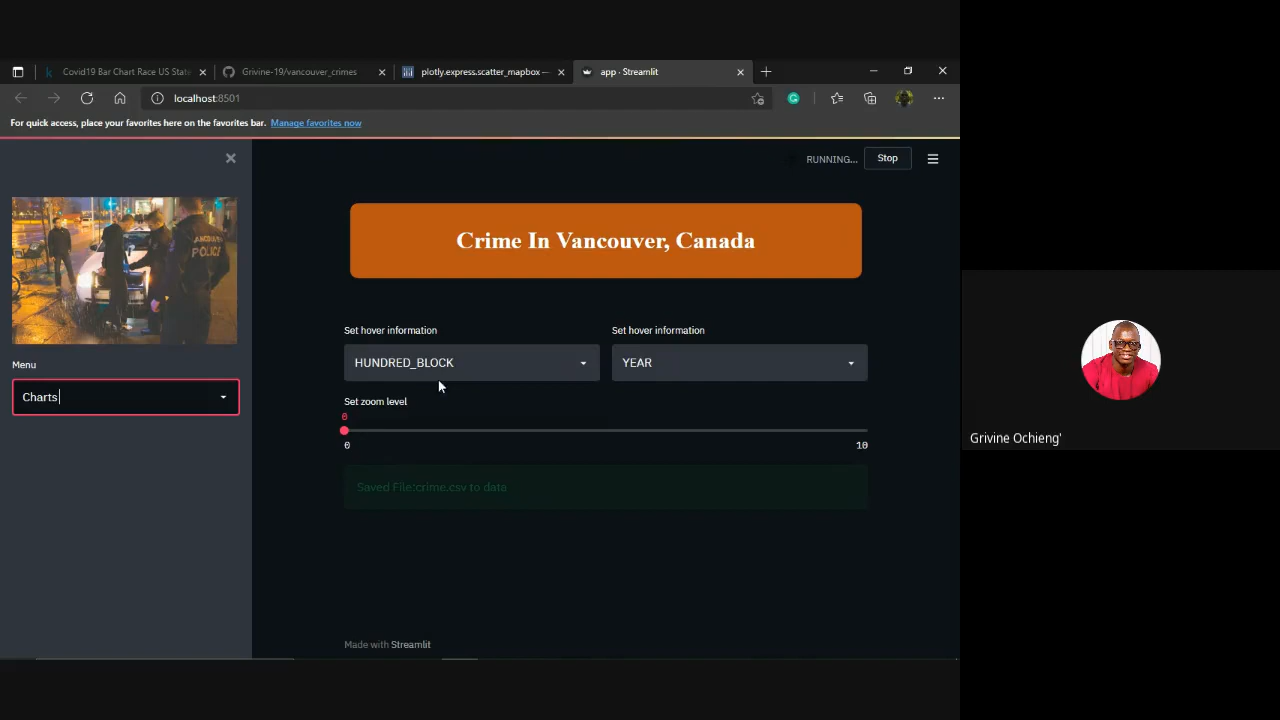 Covid19 Bar Chart Race US State
Grivine-19/vancouver_crimes
plotly.express.scatter_mapbox —
app · Streamlit
localhost:8501
For quick access, place your favorites here on the favorites bar. Manage favorites now
RUNNING...
Stop
VANCOUVER
POLICE
Menu
Charts
Crime In Vancouver, Canada
Set hover information
HUNDRED_BLOCK
Set hover information
YEAR
Set zoom level
0
0
10
Saved File:crime.csv to data
Made with Streamlit
Grivine Ochieng'